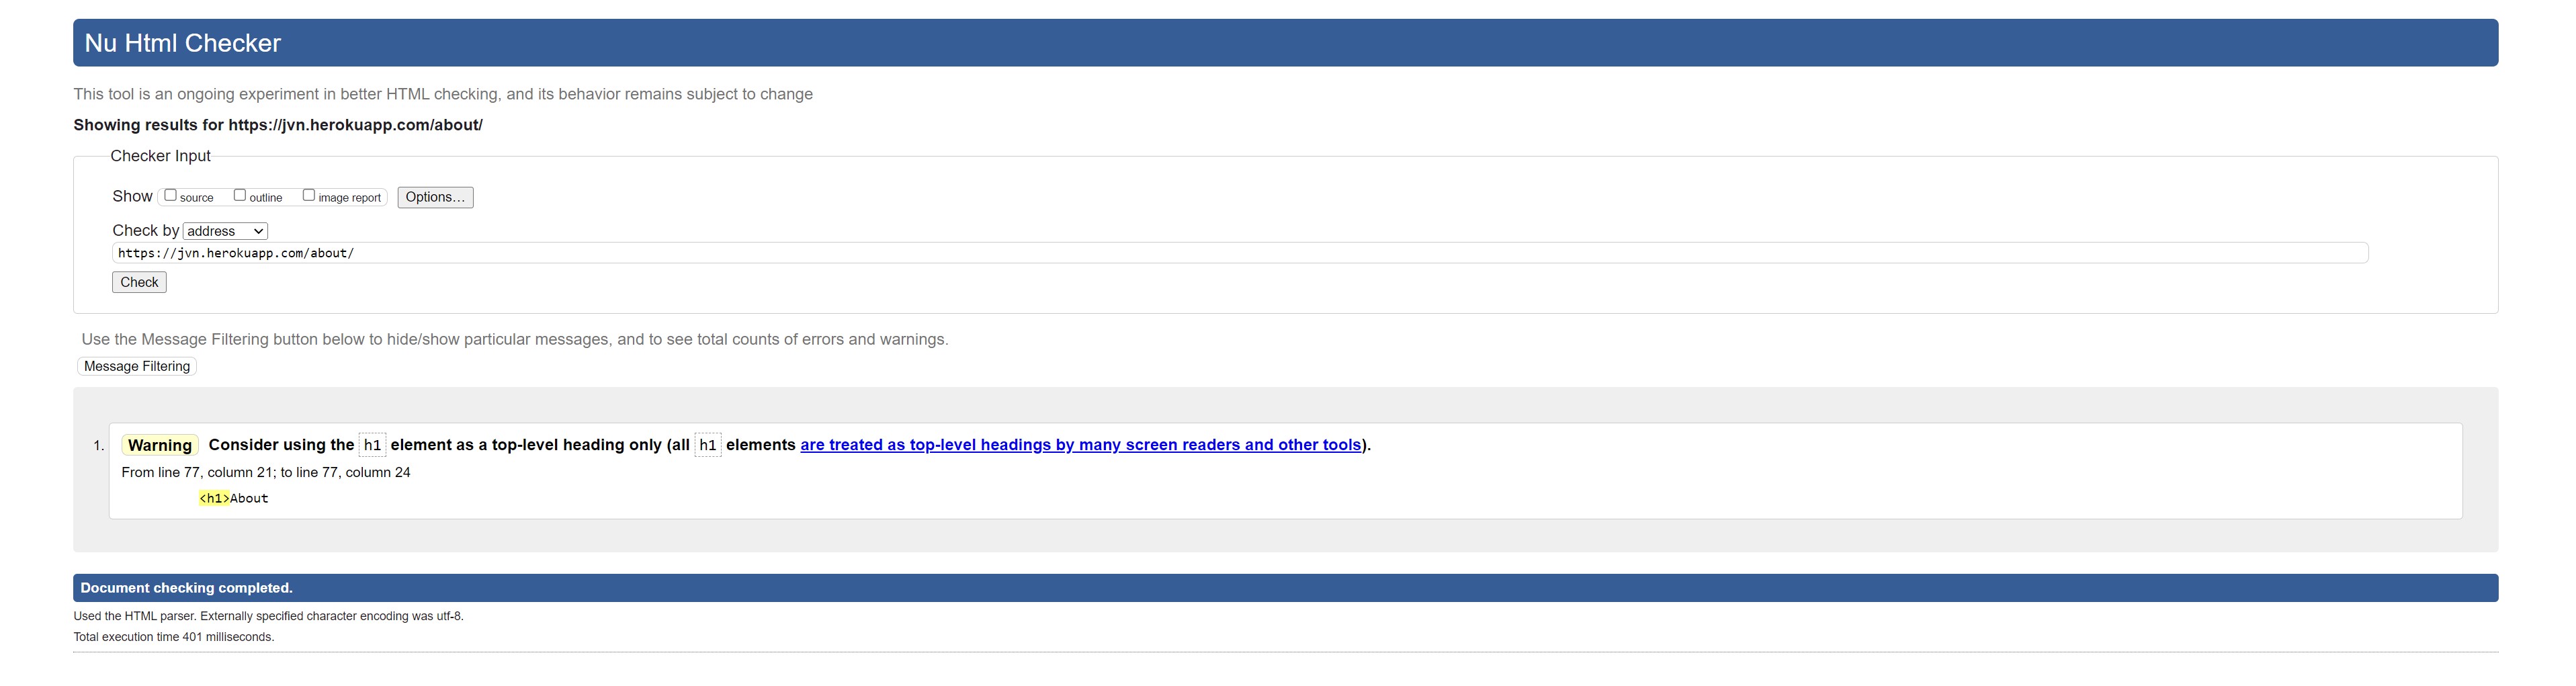 Nu Html Checker
This tool is an ongoing experiment in better HTML checking, and its behavior remains subject to change
Showing results for https://jvn.herokuapp.com/about/
Checker Input
Show source outline image report Options...
Check by address
https://jvn.herokuapp.com/about/
Check
Use the Message Filtering button below to hide/show particular messages, and to see total counts of errors and warnings.
Message Filtering
1. Warning Consider using the h1 element as a top-level heading only (all h1 elements are treated as top-level headings by many screen readers and other tools).
From line 77, column 21; to line 77, column 24
<h1>About
Document checking completed.
Used the HTML parser. Externally specified character encoding was utf-8.
Total execution time 401 milliseconds.